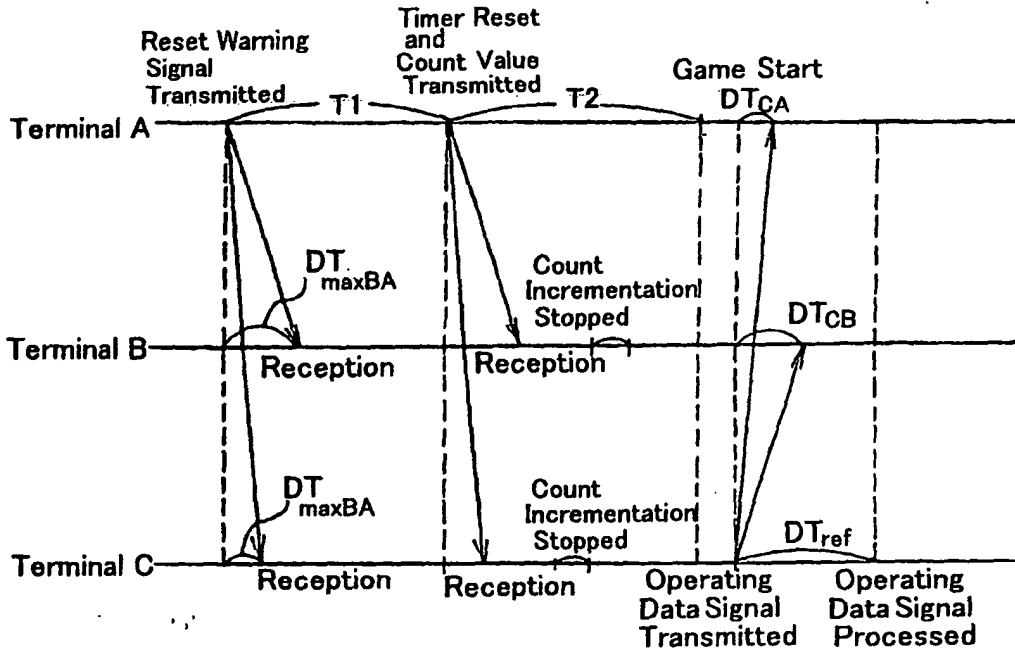 Reset Warning
Signal
Transmitted
Timer Reset
and
Count Value
Transmitted
Game Start
T1
T2
DTCA
Terminal A
DT
maxBA
Count
Incrementation
Stopped
DTCB
Terminal B
Reception
Reception
DT
maxBA
Count
Incrementation
Stopped
DTref
Terminal C
Reception
Reception
Operating
Data Signal
Transmitted
Operating
Data Signal
Processed